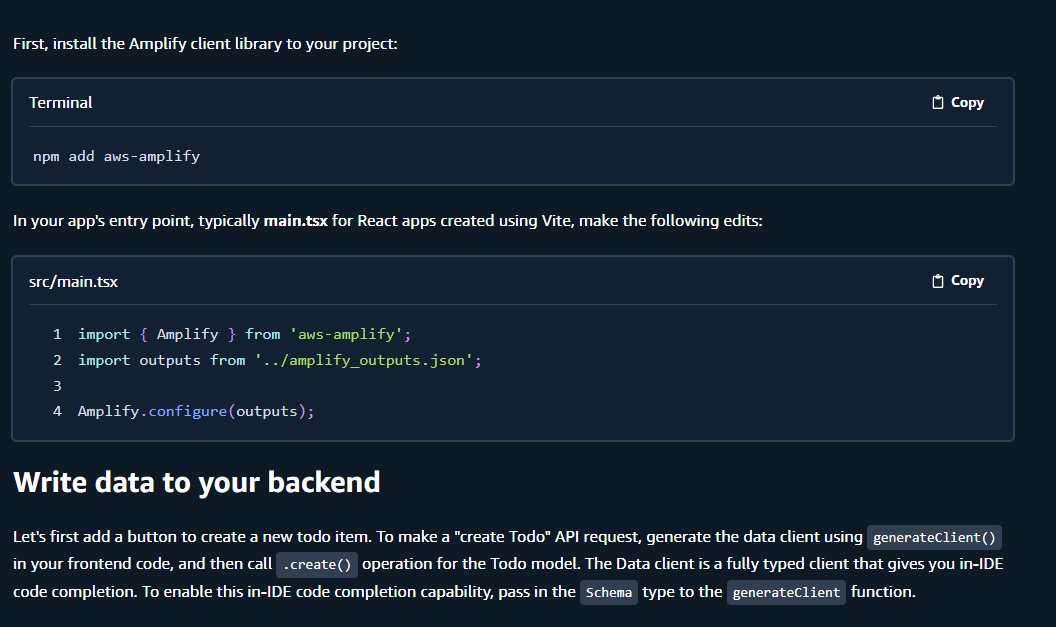 First, install the Amplify client library to your project:
Terminal
Copy
npm add aws-amplify
In your app's entry point, typically main.tsx for React apps created using Vite, make the following edits:
src/main.tsx
Copy
1 import { Amplify } from 'aws-amplify';
2 import outputs from '../amplify_outputs.json';
3
4 Amplify.configure(outputs);
Write data to your backend
Let's first add a button to create a new todo item. To make a "create Todo" API request, generate the data client using generateClient()
in your frontend code, and then call .create() operation for the Todo model. The Data client is a fully typed client that gives you in-IDE
code completion. To enable this in-IDE code completion capability, pass in the Schema type to the generateClient function.